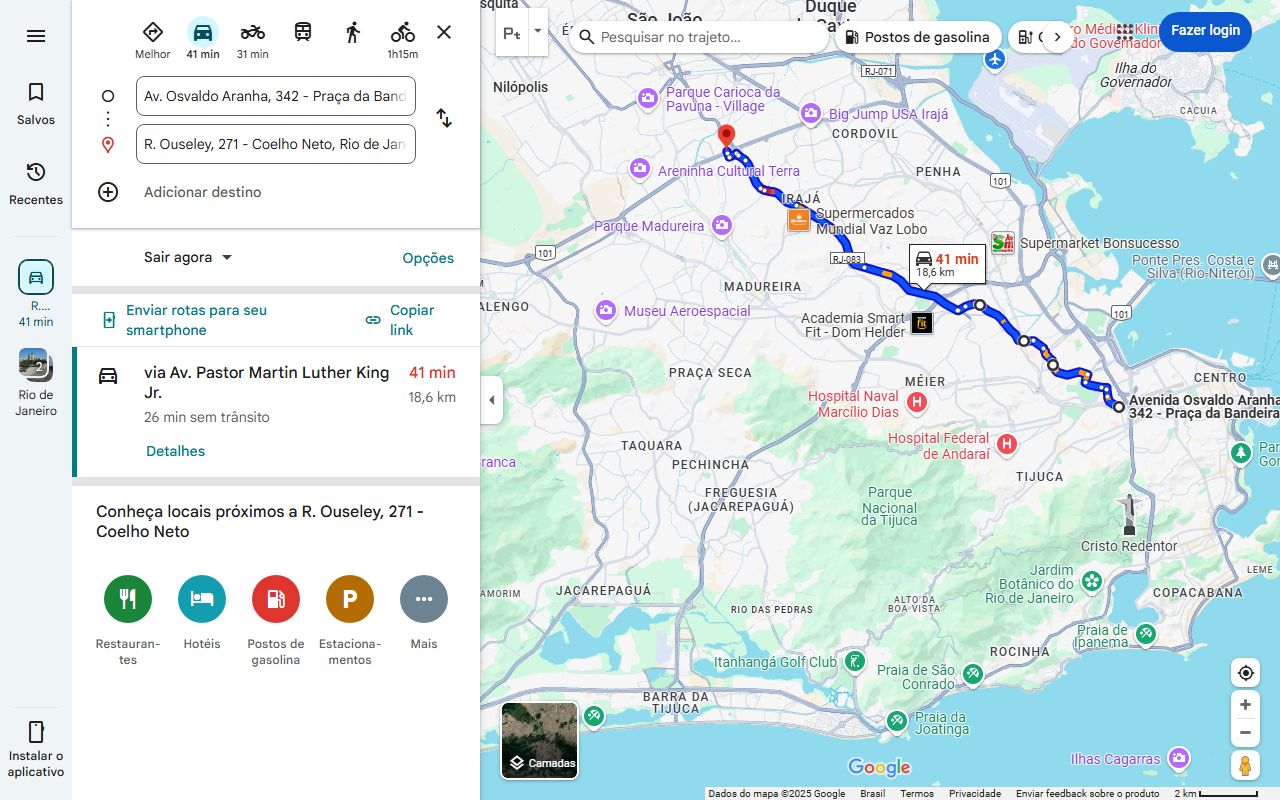 Salvos
Recentes
R....
41 min
2
Rio de
Janeiro
Instalar o
aplicativo
Melhor
41 min
31 min
1h15m
Av. Osvaldo Aranha, 342 - Praça da Band
R. Ouseley, 271 - Coelho Neto, Rio de Jan
Adicionar destino
Sair agora
Opções
Enviar rotas para seu
smartphone
Copiar
link
via Av. Pastor Martin Luther King
Jr.
41 min
18,6 km
26 min sem trânsito
Detalhes
Conheça locais próximos a R. Ouseley, 271 -
Coelho Neto
Restauran-
tes
Hotéis
Postos de
gasolina
Estaciona-
mentos
Mais
squita
São João
Duque
Pesquisar no trajeto...
Postos de gasolina
Fazer login
do Governador
RJ-071
Ilha do
Governador
CACUIA
Nilópolis
Parque Carioca da
Pavuna - Village
Big Jump USA Irajá
CORDOVIL
Areninha Cultural Terra
PENHA
101
IRAJÁ
Supermercados
Mundial Vaz Lobo
Parque Madureira
101
RJ-083
41 min
18,6 km
Supermarket Bonsucesso
Ponte Pres. Costa e
Silva (Rio-Niterói)
MADUREIRA
ALENGO
Museu Aeroespacial
Academia Smart
Fit - Dom Helder
101
PRAÇA SECA
MÉIER
CENTRO
Hospital Naval
Marcílio Dias
Avenida Osvaldo Aranha
342 - Praça da Bandeira
Hospital Federal
de Andaraí
TAQUARA
PECHINCHA
ranca
TIJUCA
FREGUESIA
(JACAREPAGUÁ)
Parque
Nacional
da Tijuca
Cristo Redentor
LEME
Jardim
Botânico do
Rio de Janeiro
COPACABANA
AMORIM
JACAREPAGUÁ
RIO DAS PEDRAS
ALTO DA
BOA VISTA
Praia de
Ipanema
ROCINHA
Itanhangá Golf Club
Praia de São
Conrado
BARRA DA
TIJUCA
Praia da
Joatinga
Camadas
Google
Ilhas Cagarras
Dados do mapa ©2025 Google
Brasil
Termos
Privacidade
Enviar feedback sobre o produto
2 km